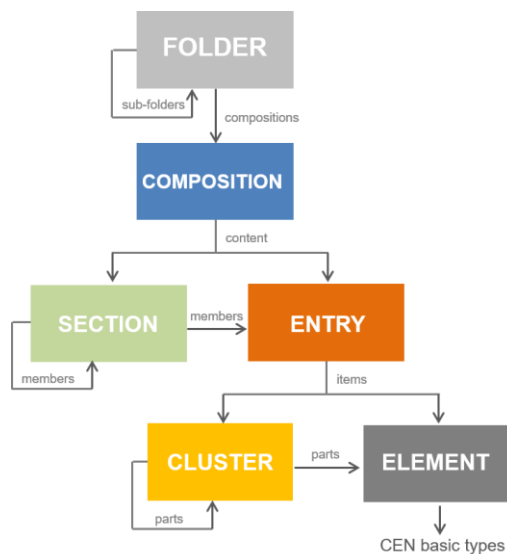 FOLDER
sub-folders
compositions
COMPOSITION
content
SECTION
members
ENTRY
members
items
CLUSTER
parts
ELEMENT
parts
CEN basic types